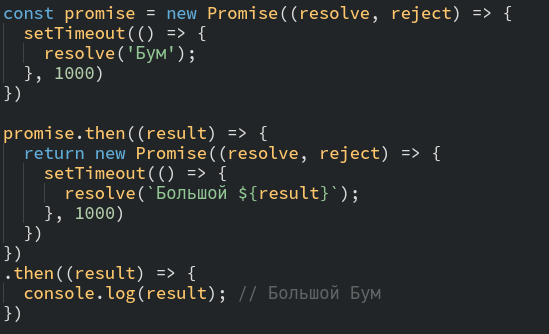 const promise = new Promise((resolve, reject) => {
  setTimeout(() => {
    resolve('Бум');
  }, 1000)
})

promise.then((result) => {
  return new Promise((resolve, reject) => {
    setTimeout(() => {
      resolve(`Большой ${result}`);
    }, 1000)
  })
})
.then((result) => {
  console.log(result); // Большой Бум
})